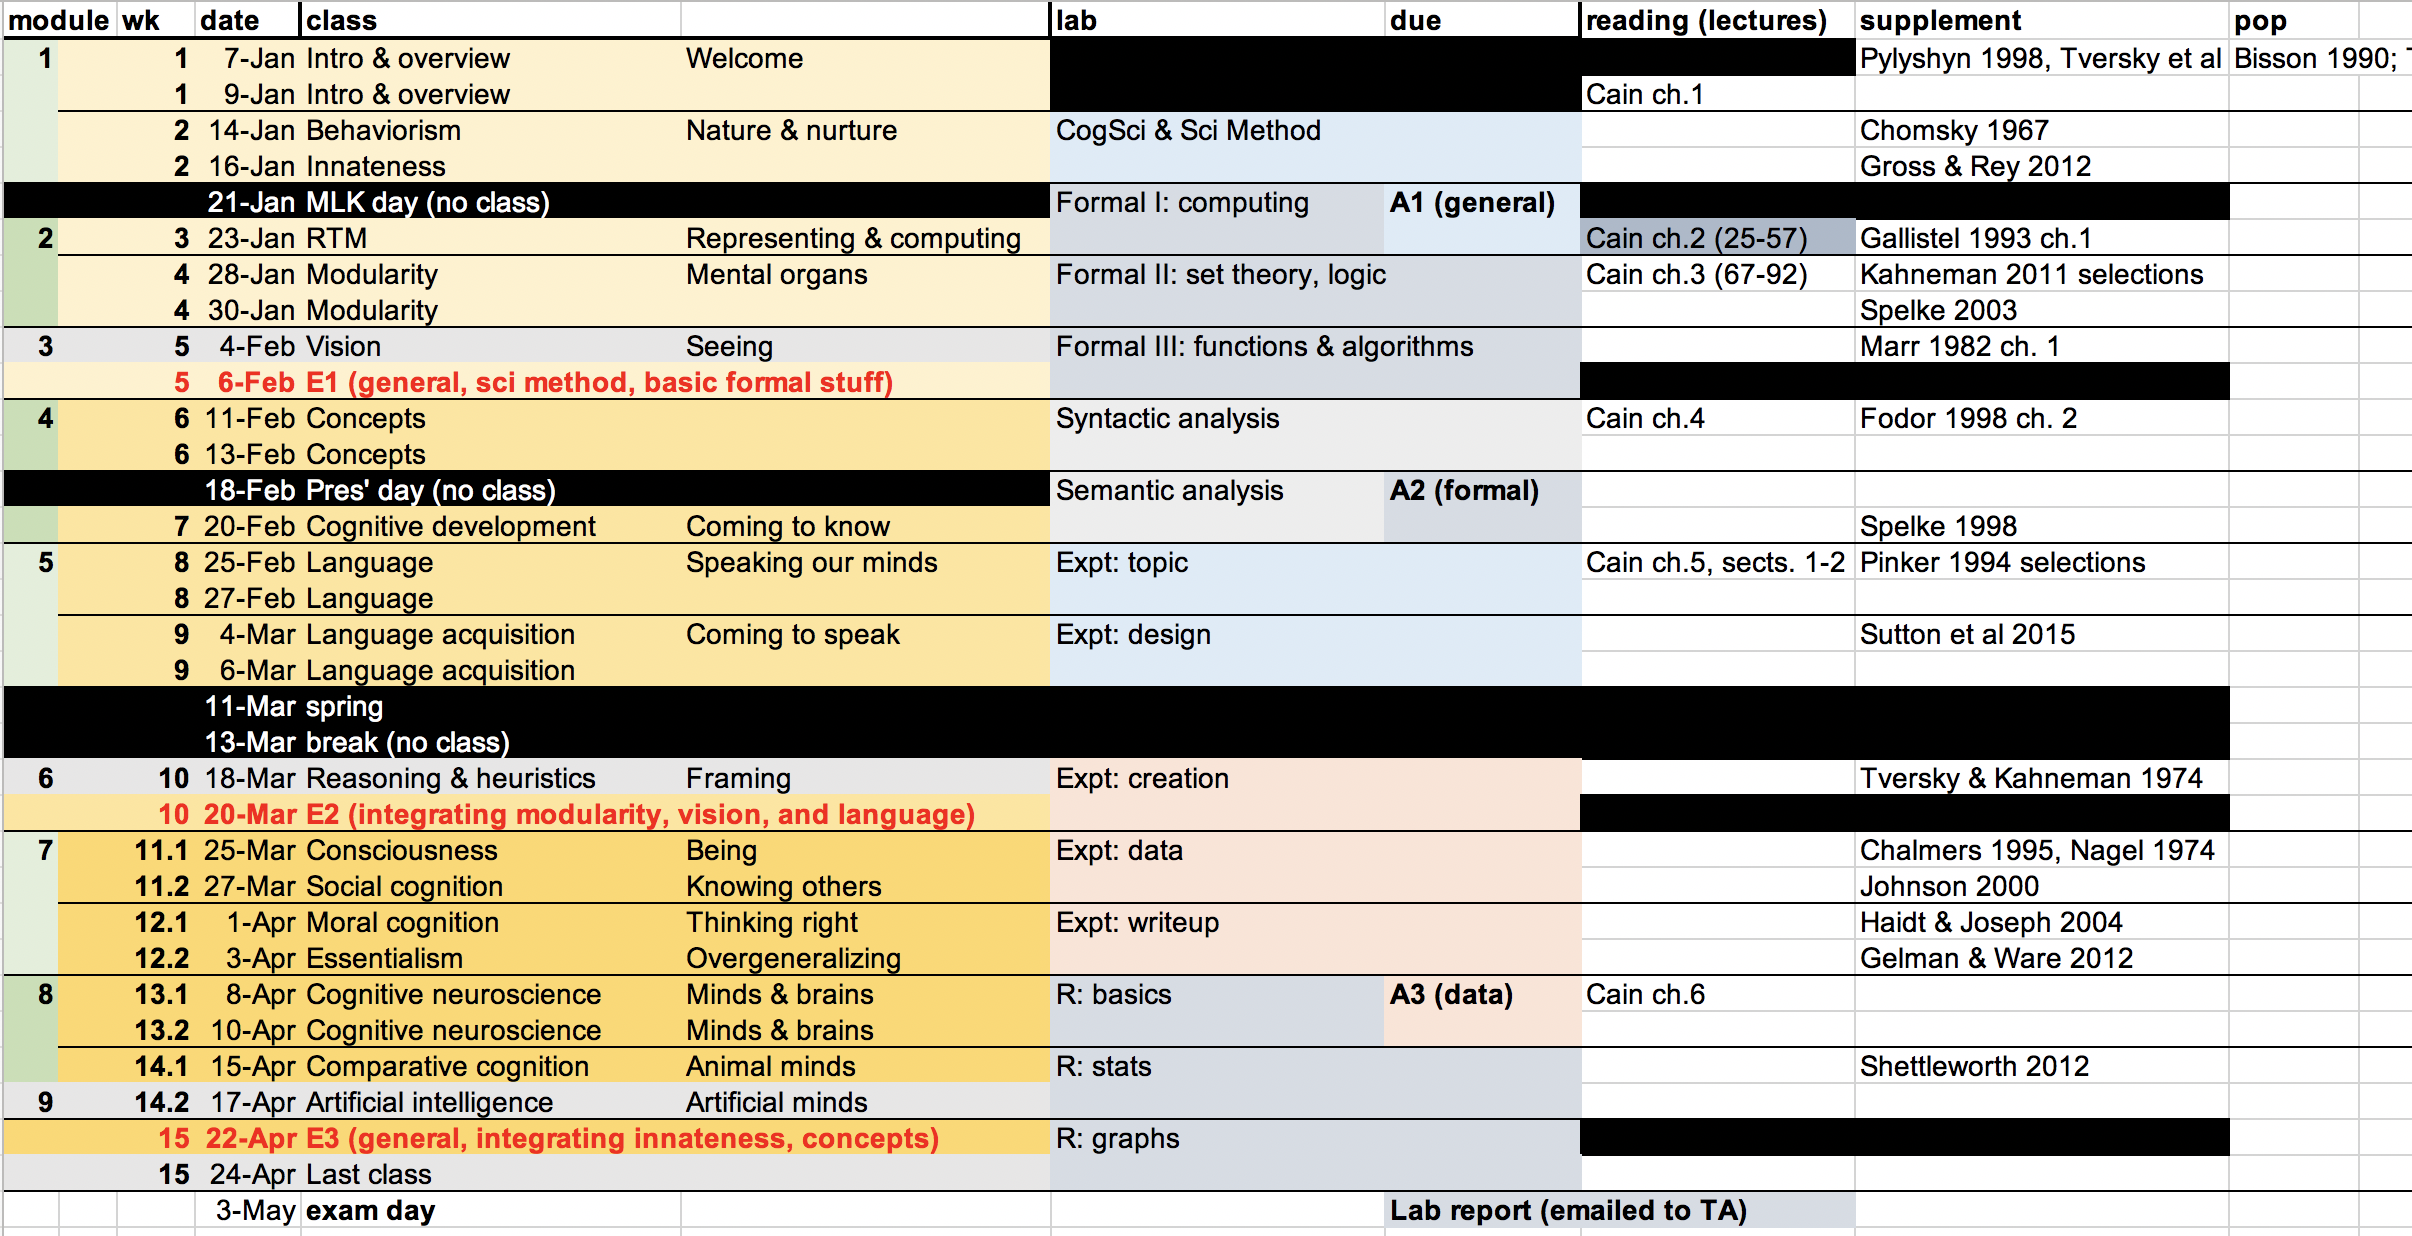 module wk date class lab due reading (lectures) supplement pop
1 1 7-Jan Intro & overview Welcome Pylyshyn 1998, Tversky et al Bisson 1990;
1 9-Jan Intro & overview Cain ch.1
2 14-Jan Behaviorism Nature & nurture CogSci & Sci Method Chomsky 1967
2 16-Jan Innateness Gross & Rey 2012
21-Jan MLK day (no class) Formal I: computing A1 (general)
2 3 23-Jan RTM Representing & computing Cain ch.2 (25-57) Gallistel 1993 ch.1
4 28-Jan Modularity Mental organs Formal II: set theory, logic Cain ch.3 (67-92) Kahneman 2011 selections
4 30-Jan Modularity Spelke 2003
3 5 4-Feb Vision Seeing Formal III: functions & algorithms Marr 1982 ch. 1
5 6-Feb E1 (general, sci method, basic formal stuff)
4 6 11-Feb Concepts Syntactic analysis Cain ch.4 Fodor 1998 ch. 2
6 13-Feb Concepts
18-Feb Pres' day (no class) Semantic analysis A2 (formal)
7 20-Feb Cognitive development Coming to know Spelke 1998
5 8 25-Feb Language Speaking our minds Expt: topic Cain ch.5, sects. 1-2 Pinker 1994 selections
8 27-Feb Language
9 4-Mar Language acquisition Coming to speak Expt: design Sutton et al 2015
9 6-Mar Language acquisition
11-Mar spring
13-Mar break (no class)
6 10 18-Mar Reasoning & heuristics Framing Expt: creation Tversky & Kahneman 1974
10 20-Mar E2 (integrating modularity, vision, and language)
7 11.1 25-Mar Consciousness Being Expt: data Chalmers 1995, Nagel 1974
11.2 27-Mar Social cognition Knowing others Johnson 2000
12.1 1-Apr Moral cognition Thinking right Expt: writeup Haidt & Joseph 2004
12.2 3-Apr Essentialism Overgeneralizing Gelman & Ware 2012
8 13.1 8-Apr Cognitive neuroscience Minds & brains R: basics A3 (data) Cain ch.6
13.2 10-Apr Cognitive neuroscience Minds & brains
14.1 15-Apr Comparative cognition Animal minds R: stats Shettleworth 2012
9 14.2 17-Apr Artificial intelligence Artificial minds
15 22-Apr E3 (general, integrating innateness, concepts) R: graphs
15 24-Apr Last class
3-May exam day Lab report (emailed to TA)